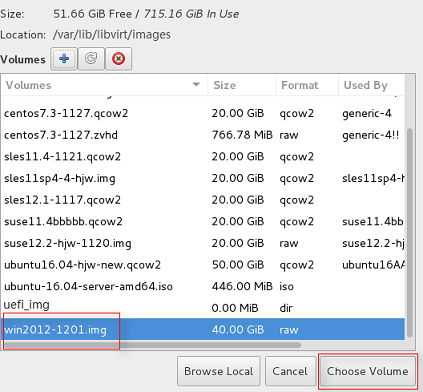 Size: 51.66 GiB Free / 715.16 GiB In Use
Location: /var/lib/libvirt/images
Volumes
Volumes Size Format Used By
centos7.3-1127.qcow2 20.00 GiB qcow2 generic-4
centos7.3-1127.zvhd 766.78 MiB raw generic-4!!
sles11.4-1121.qcow2 20.00 GiB qcow2
sles11sp4-4-hjw.img 20.00 GiB qcow2 sles11sp4-h
sles12.1-1117.qcow2 20.00 GiB qcow2
suse11.4bbbbb.qcow2 20.00 GiB qcow2 suse11.4bb
suse12.2-hjw-1120.img 20.00 GiB raw suse12.2-hj
ubuntu16.04-hjw-new.qcow2 50.00 GiB qcow2 ubuntu16AA
ubuntu-16.04-server-amd64.iso 446.00 MiB iso
uefi_img 0.00 MiB dir
win2012-1201.img 40.00 GiB raw
Browse Local Cancel Choose Volume